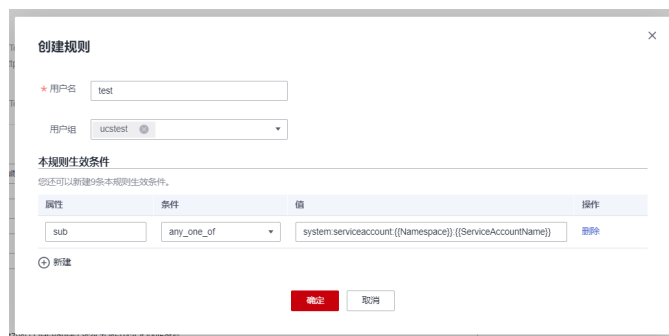 创建规则
* 用户名 test
用户组 ucstest
本规则生效条件
您还可以新建9条本规则生效条件。
属性 条件 值 操作
sub any_one_of system:serviceaccount:{{Namespace}}:{{ServiceAccountName}} 删除
新建
确定 取消